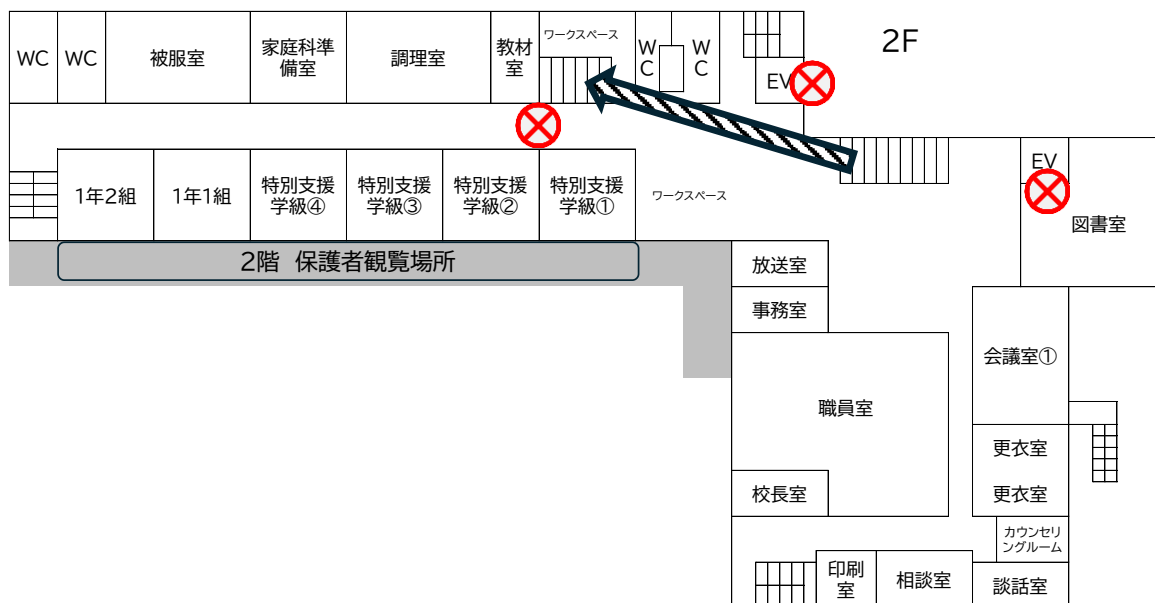 2F
WC
WC
被服室
家庭科準
備室
調理室
教材
室
ワークスペース
W
C
W
C
EV
1年2組
1年1組
特別支援
学級④
特別支援
学級③
特別支援
学級②
特別支援
学級①
ワークスペース
EV
図書室
2階 保護者観覧場所
放送室
事務室
職員室
校長室
会議室①
更衣室
更衣室
カウンセリ
ングルーム
印刷
室
相談室
談話室